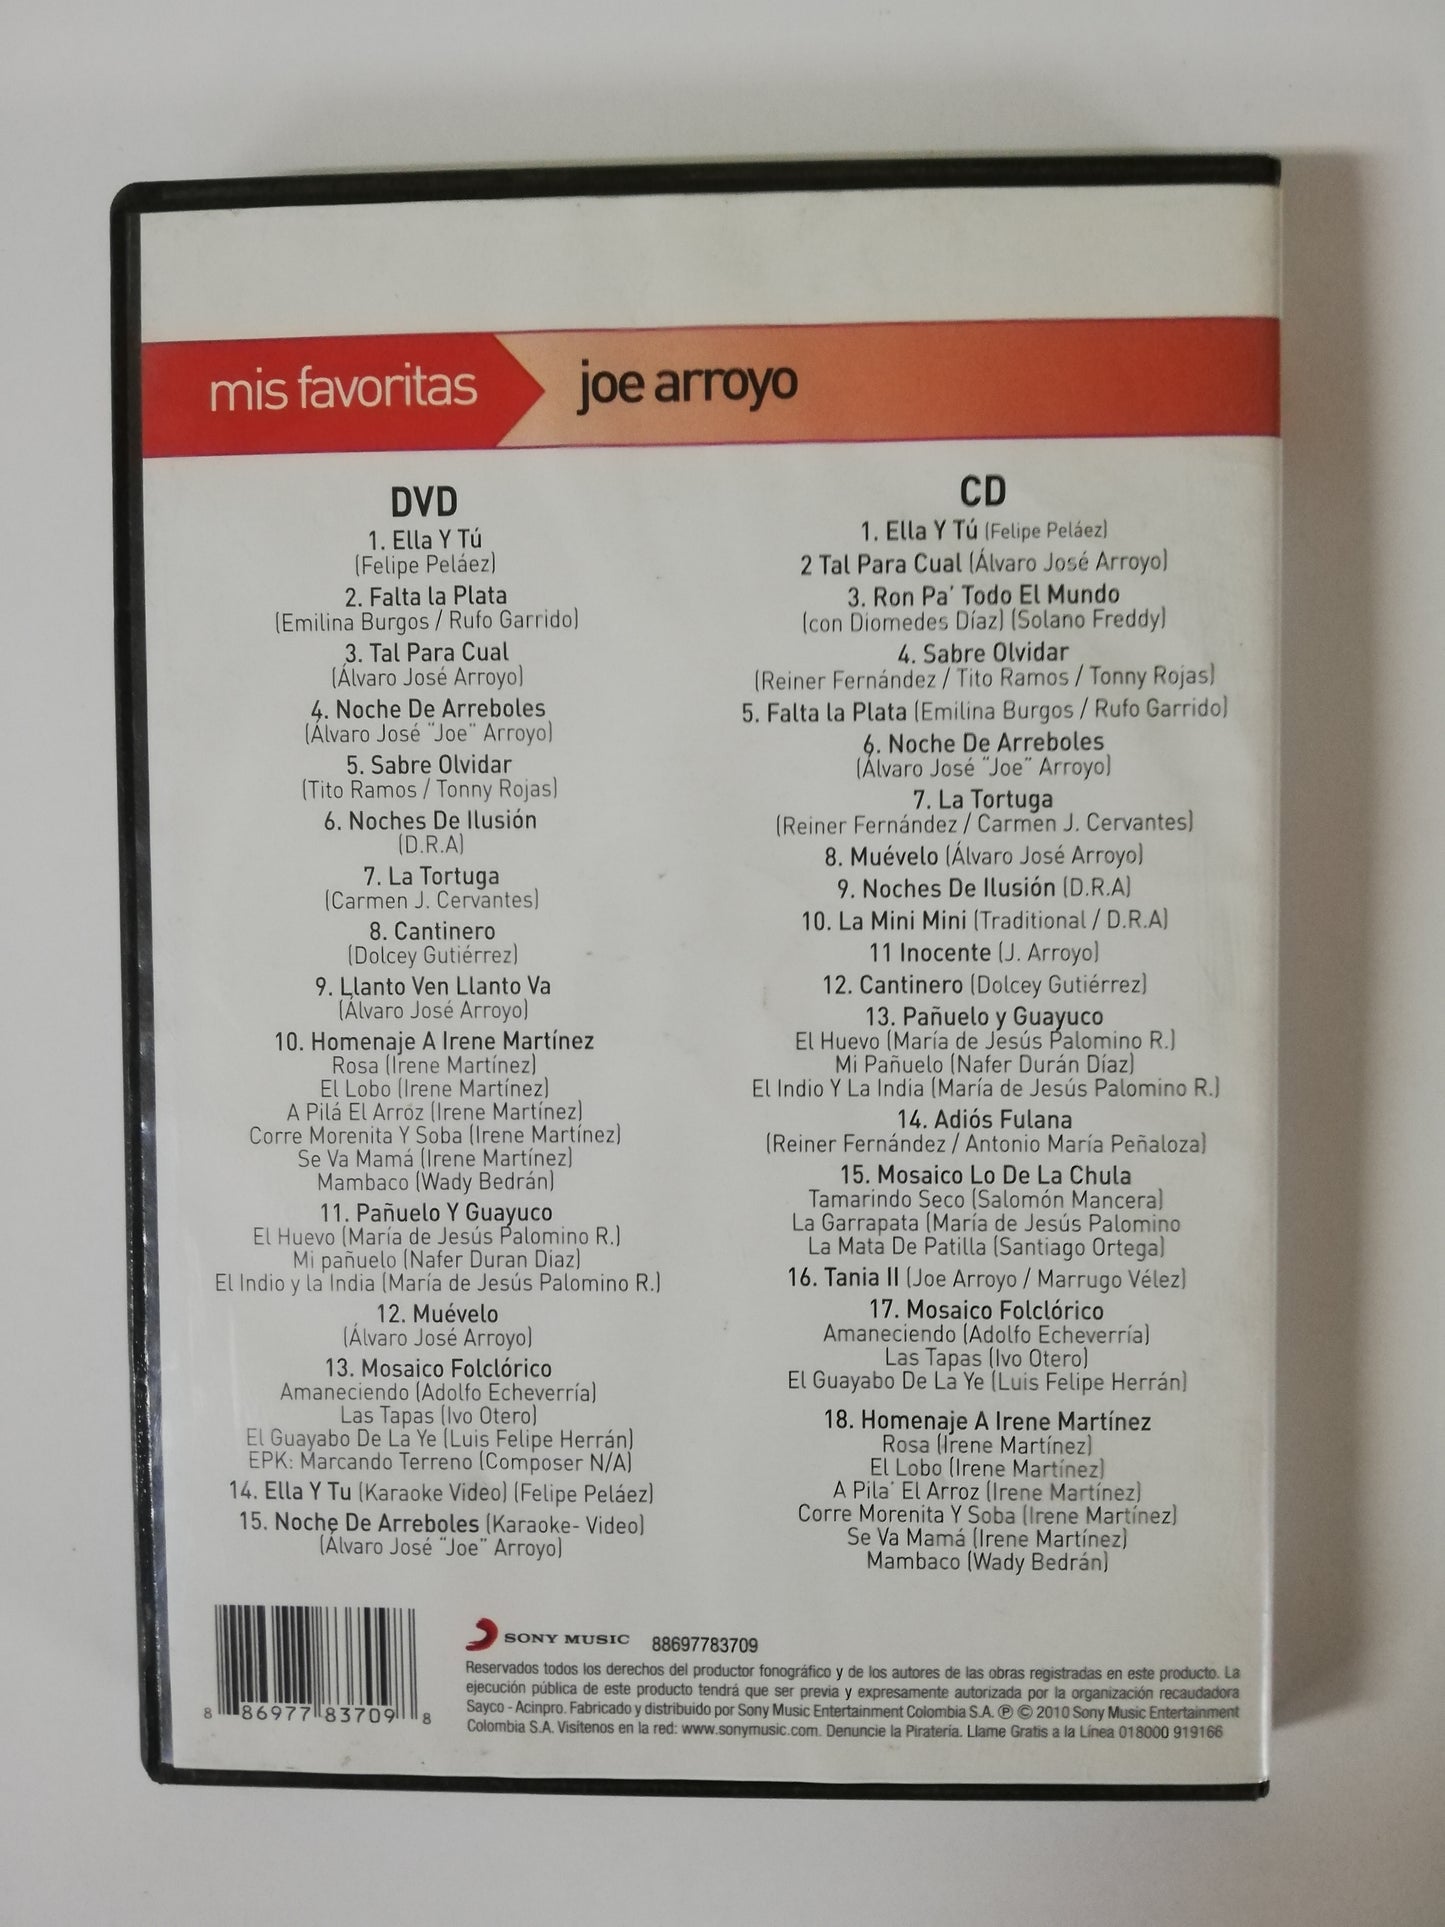 mis favoritas joe arroyo
DVD
1. Ella Y Tú
(Felipe Peláez)
2. Falta la Plata
(Emilina Burgos / Rufo Garrido)
3. Tal Para Cual
(Álvaro José Arroyo)
4. Noche De Arreboles
(Álvaro José "Joe" Arroyo)
5. Sabre Olvidar
(Tito Ramos / Tonny Rojas)
6. Noches De Ilusión
(D.R.A)
7. La Tortuga
(Carmen J. Cervantes)
8. Cantinero
(Dolcey Gutiérrez)
9. Llanto Ven Llanto Va
(Álvaro José Arroyo)
10. Homenaje A Irene Martínez
Rosa (Irene Martínez)
El Lobo (Irene Martínez)
A Pilá El Arroz (Irene Martínez)
Corre Morenita Y Soba (Irene Martínez)
Se Va Mamá (Irene Martínez)
Mambaco (Wady Bedrán)
11. Pañuelo Y Guayuco
El Huevo (María de Jesús Palomino R.)
Mi pañuelo (Nafer Duran Diaz)
El Indio y la India (María de Jesús Palomino R.)
12. Muévelo
(Álvaro José Arroyo)
13. Mosaico Folclórico
Amaneciendo (Adolfo Echeverría)
Las Tapas (Ivo Otero)
El Guayabo De La Ye (Luis Felipe Herrán)
EPK: Marcando Terreno (Composer N/A)
14. Ella Y Tu (Karaoke Video) (Felipe Peláez)
15. Noche De Arreboles (Karaoke- Video)
(Álvaro José "Joe" Arroyo)
CD
1. Ella Y Tú (Felipe Peláez)
2 Tal Para Cual (Álvaro José Arroyo)
3. Ron Pa' Todo El Mundo
(con Diomedes Díaz) (Solano Freddy)
4. Sabre Olvidar
(Reiner Fernández / Tito Ramos / Tonny Rojas)
5. Falta la Plata (Emilina Burgos / Rufo Garrido)
6. Noche De Arreboles
(Álvaro José "Joe" Arroyo)
7. La Tortuga
(Reiner Fernández / Carmen J. Cervantes)
8. Muévelo (Álvaro José Arroyo)
9. Noches De Ilusión (D.R.A)
10. La Mini Mini (Traditional / D.R.A)
11 Inocente (J. Arroyo)
12. Cantinero (Dolcey Gutiérrez)
13. Pañuelo y Guayuco
El Huevo (María de Jesús Palomino R.)
Mi Pañuelo (Nafer Durán Díaz)
El Indio Y La India (María de Jesús Palomino R.)
14. Adiós Fulana
(Reiner Fernández / Antonio María Peñaloza)
15. Mosaico Lo De La Chula
Tamarindo Seco (Salomón Mancera)
La Garrapata (María de Jesús Palomino
La Mata De Patilla (Santiago Ortega)
16. Tania II (Joe Arroyo / Marrugo Vélez)
17. Mosaico Folclórico
Amaneciendo (Adolfo Echeverría)
Las Tapas (Ivo Otero)
El Guayabo De La Ye (Luis Felipe Herrán)
18. Homenaje A Irene Martínez
Rosa (Irene Martínez)
El Lobo (Irene Martínez)
A Pila' El Arroz (Irene Martínez)
Corre Morenita Y Soba (Irene Martínez)
Se Va Mamá (Irene Martínez)
Mambaco (Wady Bedrán)
8 86977 83709 8
SONY MUSIC 88697783709
Reservados todos los derechos del productor fonográfico y de los autores de las obras registradas en este producto. La
ejecución pública de este producto tendrá que ser previa y expresamente autorizada por la organización recaudadora
Sayco - Acinpro. Fabricado y distribuido por Sony Music Entertainment Colombia S.A. ℗ © 2010 Sony Music Entertainment
Colombia S.A. Visítenos en la red: www.sonymusic.com. Denuncie la Piratería. Llame Gratis a la Línea 018000 919166